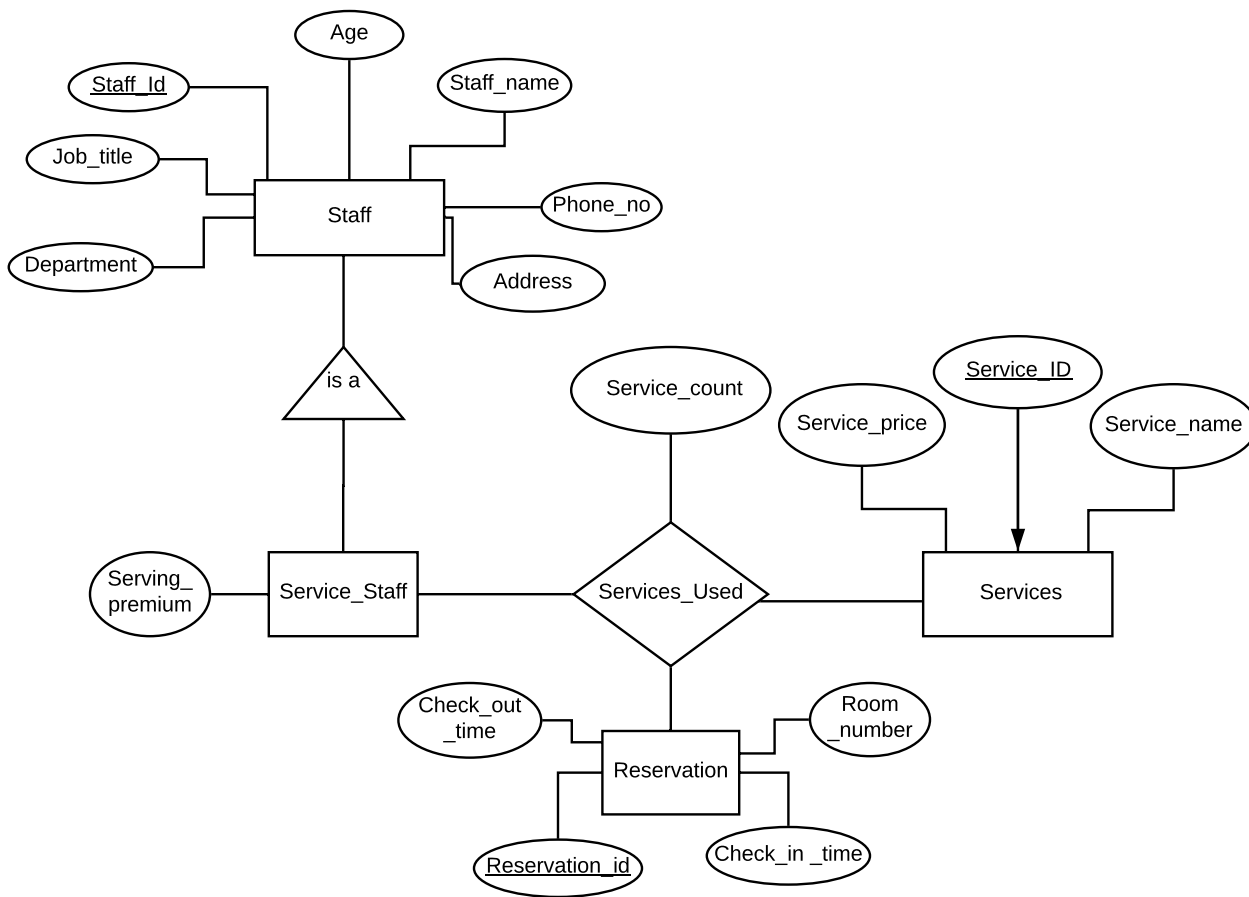 Age
Staff_Id
Staff_name
Job_title
Staff
Phone_no
Department
Address
is a
Service_count
Service_ID
Service_price
Service_name
Serving_
premium
Service_Staff
Services_Used
Services
Check_out
_time
Room
_number
Reservation
Reservation_id
Check_in _time